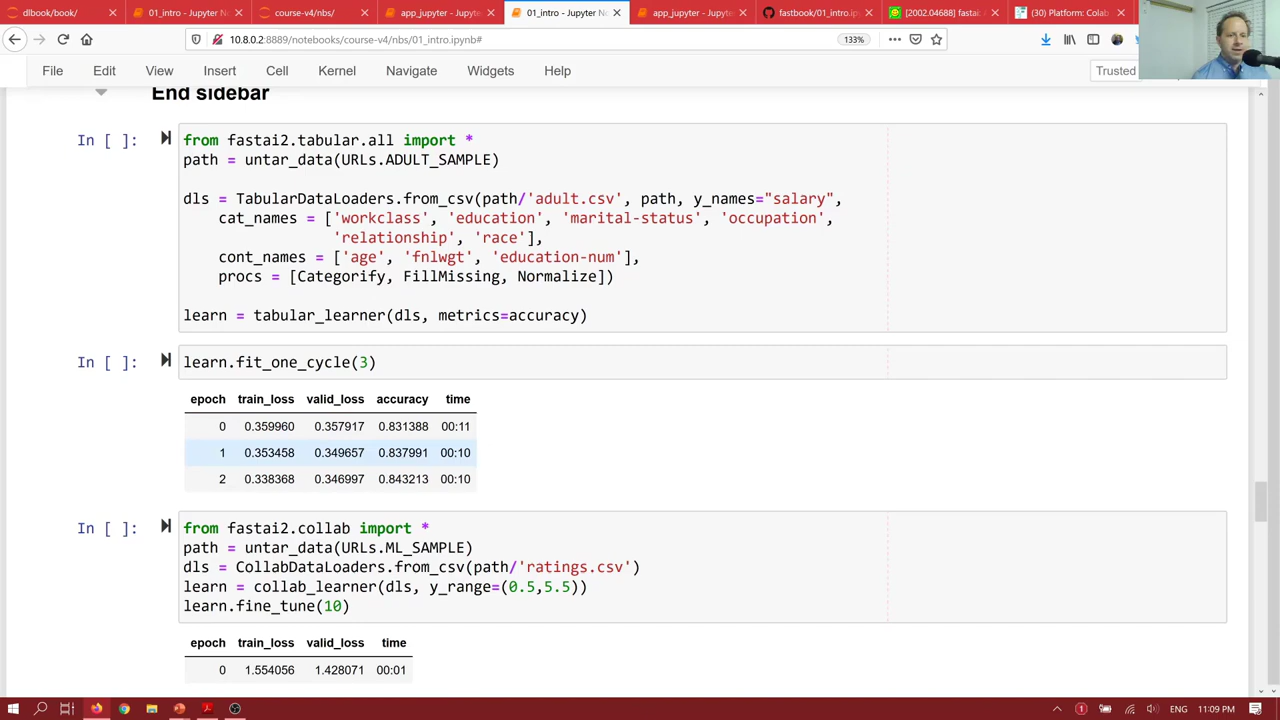 dlbook/book/
01_intro - Jupyter No
course-v4/nbs/
app_jupyter - Jupyte
01_intro - Jupyter No
app_jupyter - Jupyte
fastbook/01_intro.ipynb
[2002.04688] fastai:
(30) Platform: Colab
10.8.0.2:8889/notebooks/course-v4/nbs/01_intro.ipynb#
133%
File Edit View Insert Cell Kernel Navigate Widgets Help
Trusted
End sidebar
In [ ]:
from fastai2.tabular.all import *
path = untar_data(URLs.ADULT_SAMPLE)
dls = TabularDataLoaders.from_csv(path/'adult.csv', path, y_names="salary",
cat_names = ['workclass', 'education', 'marital-status', 'occupation',
'relationship', 'race'],
cont_names = ['age', 'fnlwgt', 'education-num'],
procs = [Categorify, FillMissing, Normalize])
learn = tabular_learner(dls, metrics=accuracy)
In [ ]:
learn.fit_one_cycle(3)
epoch train_loss valid_loss accuracy time
0 0.359960 0.357917 0.831388 00:11
1 0.353458 0.349657 0.837991 00:10
2 0.338368 0.346997 0.843213 00:10
In [ ]:
from fastai2.collab import *
path = untar_data(URLs.ML_SAMPLE)
dls = CollabDataLoaders.from_csv(path/'ratings.csv')
learn = collab_learner(dls, y_range=(0.5,5.5))
learn.fine_tune(10)
epoch train_loss valid_loss time
0 1.554056 1.428071 00:01
1
ENG 11:09 PM